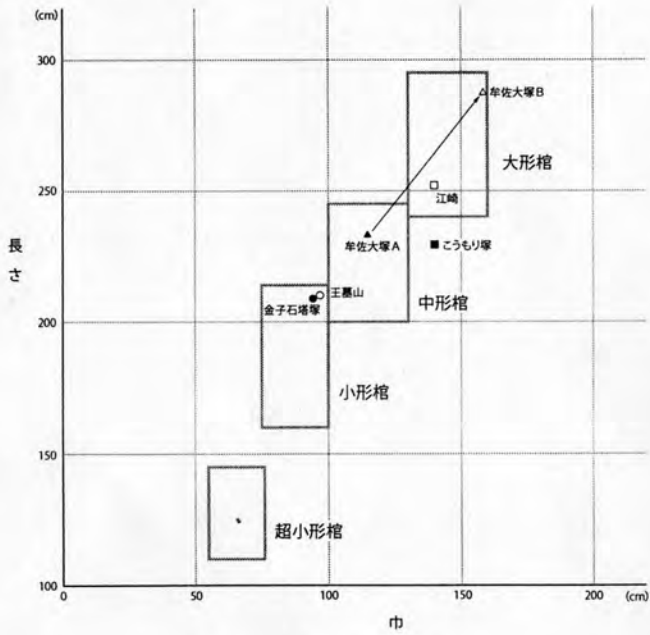 (cm)
300
牟佐大塚B
大形棺
250
江崎
長さ
牟佐大塚A
こうもり塚
王墓山
中形棺
金子石塔塚
200
小形棺
150
超小形棺
100
0
50
100
150
200
(cm)
巾